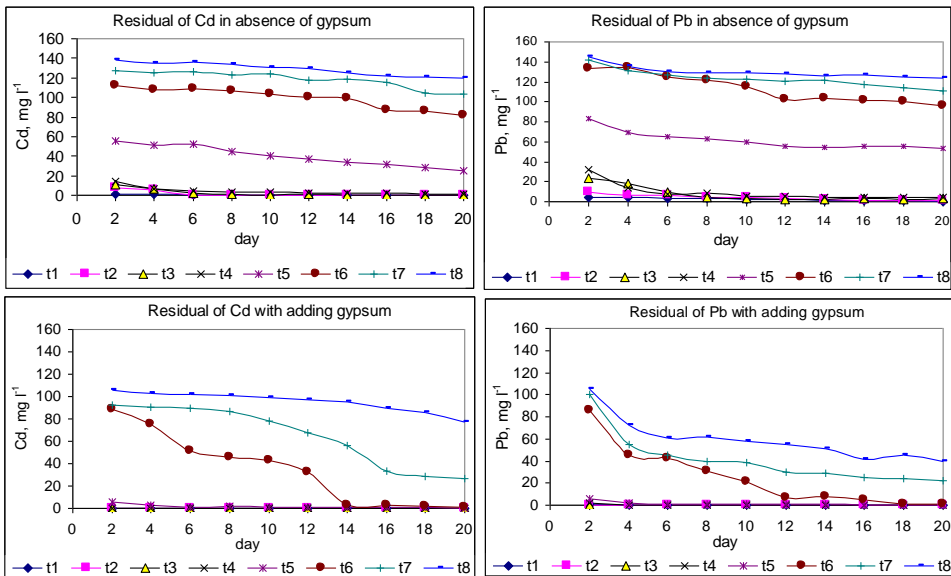 Residual of Cd in absence of gypsum
Cd, mg l⁻¹
160
140
120
100
80
60
40
20
0
2 4 6 8 10 12 14 16 18 20
day
t1 t2 t3 t4 t5 t6 t7 t8
Residual of Pb in absence of gypsum
Pb, mg l⁻¹
160
140
120
100
80
60
40
20
0
2 4 6 8 10 12 14 16 18 20
day
t1 t2 t3 t4 t5 t6 t7 t8
Residual of Cd with adding gypsum
Cd, mg l⁻¹
160
140
120
100
80
60
40
20
0
0 2 4 6 8 10 12 14 16 18 20
day
t1 t2 t3 t4 t5 t6 t7 t8
Residual of Pb with adding gypsum
Pb, mg l⁻¹
160
140
120
100
80
60
40
20
0
0 2 4 6 8 10 12 14 16 18 20
day
t1 t2 t3 t4 t5 t6 t7 t8